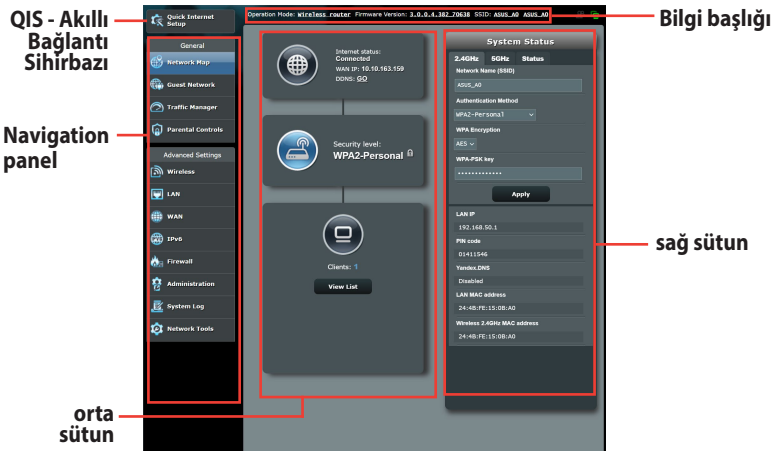 QIS - Akıllı
Bağlantı
Sihirbazı
Navigation
panel
orta
sütun
Bilgi başlığı
sağ sütun
Quick Internet
Setup
General
Network Map
Guest Network
Traffic Manager
Parental Controls
Advanced Settings
Wireless
LAN
WAN
IPv6
Firewall
Administration
System Log
Network Tools
Operation Mode: Wireless router Firmware Version: 3.0.0.4.382_70638 SSID: ASUS_A0 ASUS_A0
Internet status:
Connected
WAN IP: 10.10.163.159
DDNS: GO
Security level:
WPA2-Personal
Clients: 1
View List
System Status
2.4GHz 5GHz Status
Network Name (SSID)
ASUS_A0
Authentication Method
WPA2-Personal
WPA Encryption
AES
WPA-PSK key
•••••••••••••
Apply
LAN IP
192.168.50.1
PIN code
01411546
Yandex.DNS
Disabled
LAN MAC address
24:4B:FE:15:0B:A0
Wireless 2.4GHz MAC address
24:4B:FE:15:0B:A0